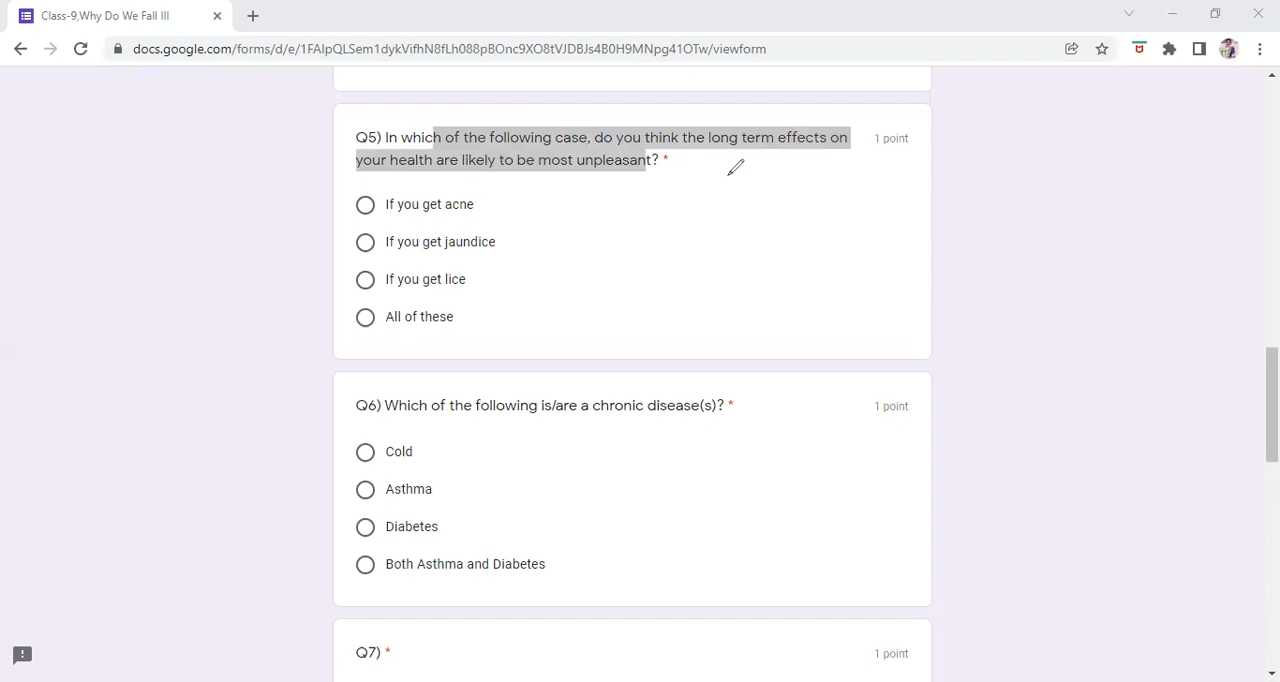 Class-9,Why Do We Fall Ill
docs.google.com/forms/d/e/1FAIpQLSem1dykVifhN8fLh088pBOnc9XO8tVJDBJs4B0H9MNpg41OTw/viewform
Q5) In which of the following case, do you think the long term effects on your health are likely to be most unpleasant? *
1 point
If you get acne
If you get jaundice
If you get lice
All of these
Q6) Which of the following is/are a chronic disease(s)? *
1 point
Cold
Asthma
Diabetes
Both Asthma and Diabetes
Q7) *
1 point